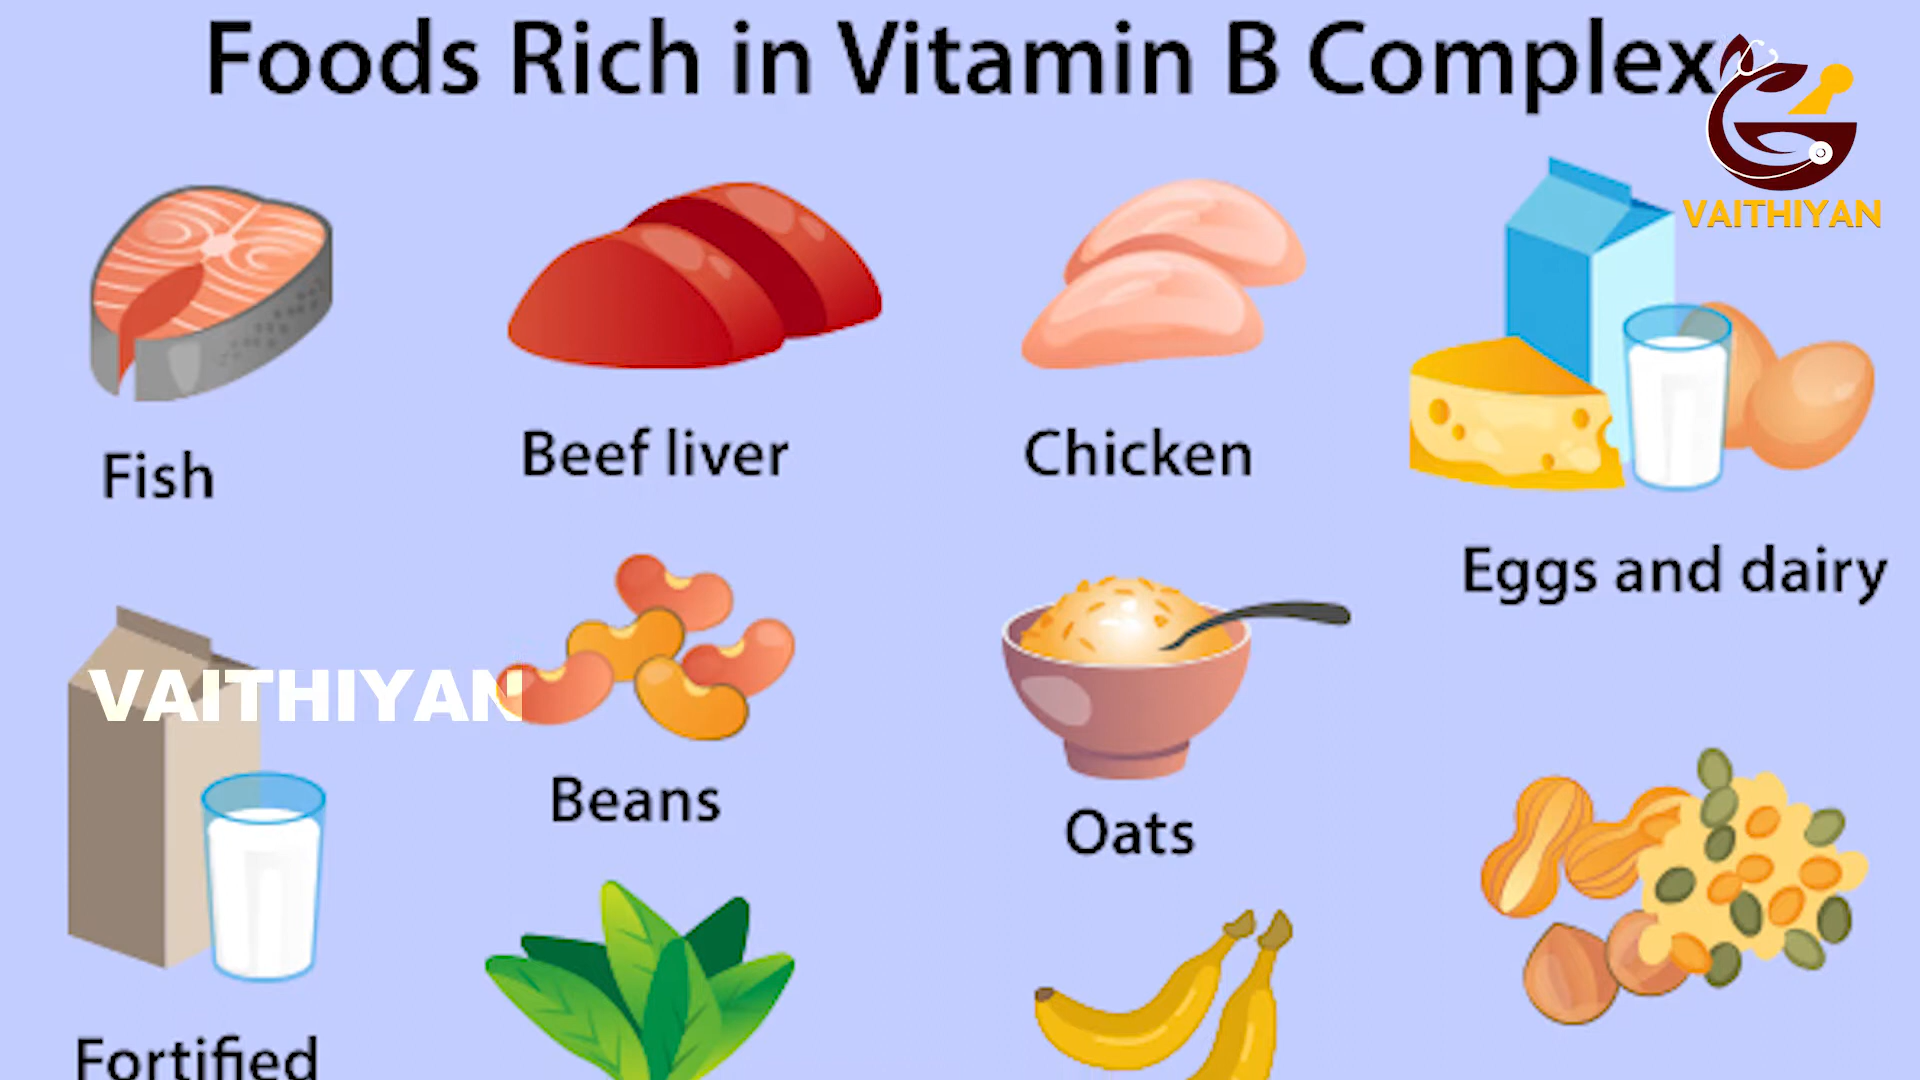 Foods Rich in Vitamin B Complex
VAITHIYAN
Fish
Beef liver
Chicken
Eggs and dairy
VAITHIYAN
Beans
Oats
Fortified